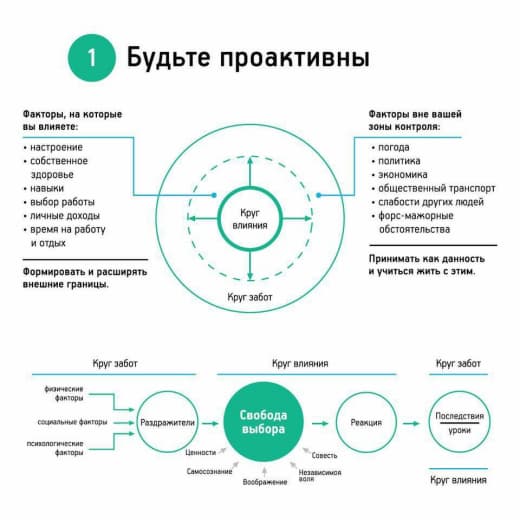 1 Будьте проактивны
Факторы, на которые
вы влияете:
• настроение
• собственное
здоровье
• навыки
• выбор работы
• личные доходы
• время на работу
и отдых
Формировать и расширять
внешние границы.
Круг
влияния
Круг забот
Факторы вне вашей
зоны контроля:
• погода
• политика
• экономика
• общественный транспорт
• слабости других людей
• форс-мажорные
обстоятельства
Принимать как данность
и учиться жить с этим.
Круг забот
Круг влияния
Круг забот
физические
факторы
социальные факторы
психологические
факторы
Раздражители
Свобода
выбора
Реакция
Последствия
уроки
Ценности
Самосознание
Воображение
Независимая
воля
Совесть
Круг влияния